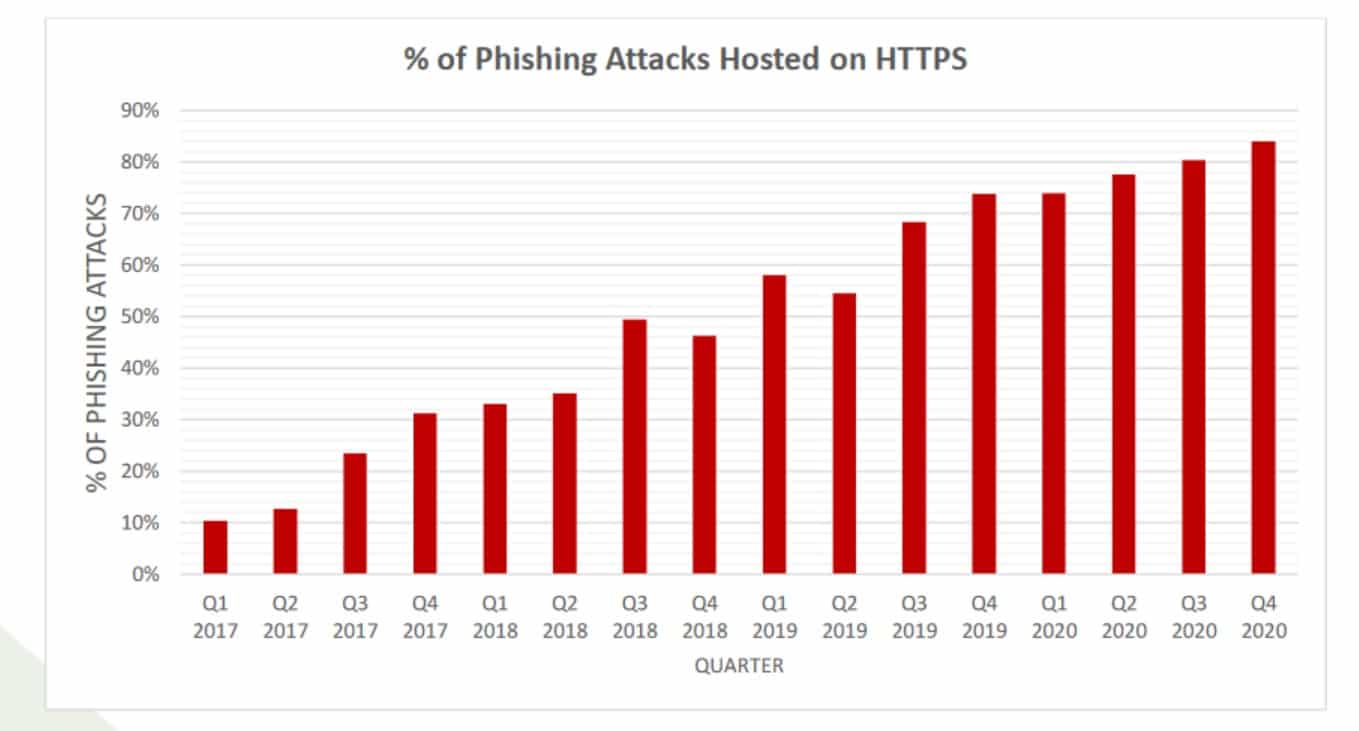 % of Phishing Attacks Hosted on HTTPS
90%
80%
70%
60%
50%
40%
30%
20%
10%
0%
% OF PHISHING ATTACKS
Q1 Q2 Q3 Q4 Q1 Q2 Q3 Q4 Q1 Q2 Q3 Q4 Q1 Q2 Q3 Q4
2017 2017 2017 2017 2018 2018 2018 2018 2019 2019 2019 2019 2020 2020 2020 2020
QUARTER